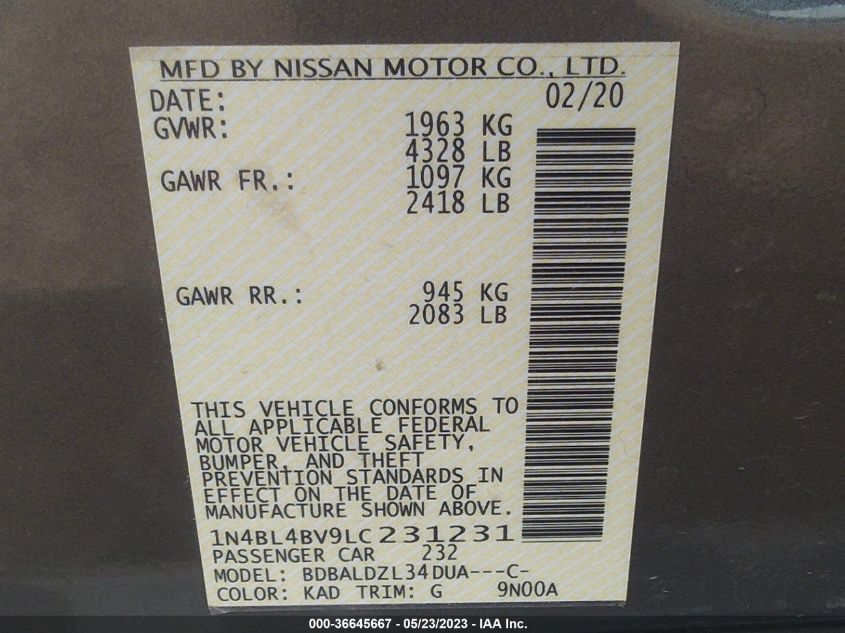 MFD BY NISSAN MOTOR CO., LTD.
DATE: 02/20
GVWR: 1963 KG
4328 LB
GAWR FR.: 1097 KG
2418 LB
GAWR RR.: 945 KG
2083 LB
THIS VEHICLE CONFORMS TO
ALL APPLICABLE FEDERAL
MOTOR VEHICLE SAFETY,
BUMPER, AND THEFT
PREVENTION STANDARDS IN
EFFECT ON THE DATE OF
MANUFACTURE SHOWN ABOVE.
1N4BL4BV9LC231231
PASSENGER CAR 232
MODEL: BDBALDZL34DUA---C-
COLOR: KAD TRIM: G 9N00A
000-36645667 - 05/23/2023 - IAA Inc.